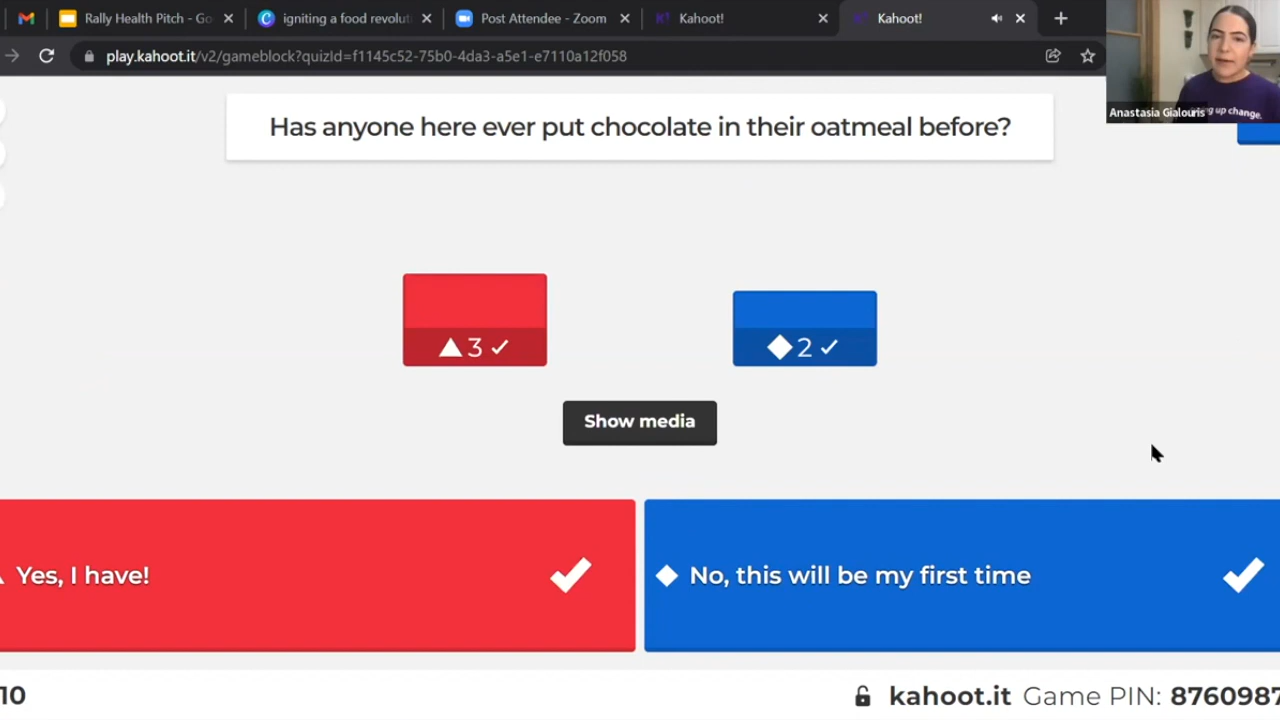 Rally Health Pitch - Go
igniting a food revolut
Post Attendee - Zoom
Kahoot!
Kahoot!
play.kahoot.it/v2/gameblock?quizId=f1145c52-75b0-4da3-a5e1-e7110a12f058
Anastasia Gialouris
up change.
Has anyone here ever put chocolate in their oatmeal before?
3
2
Show media
Yes, I have!
No, this will be my first time
10
kahoot.it Game PIN: 8760987